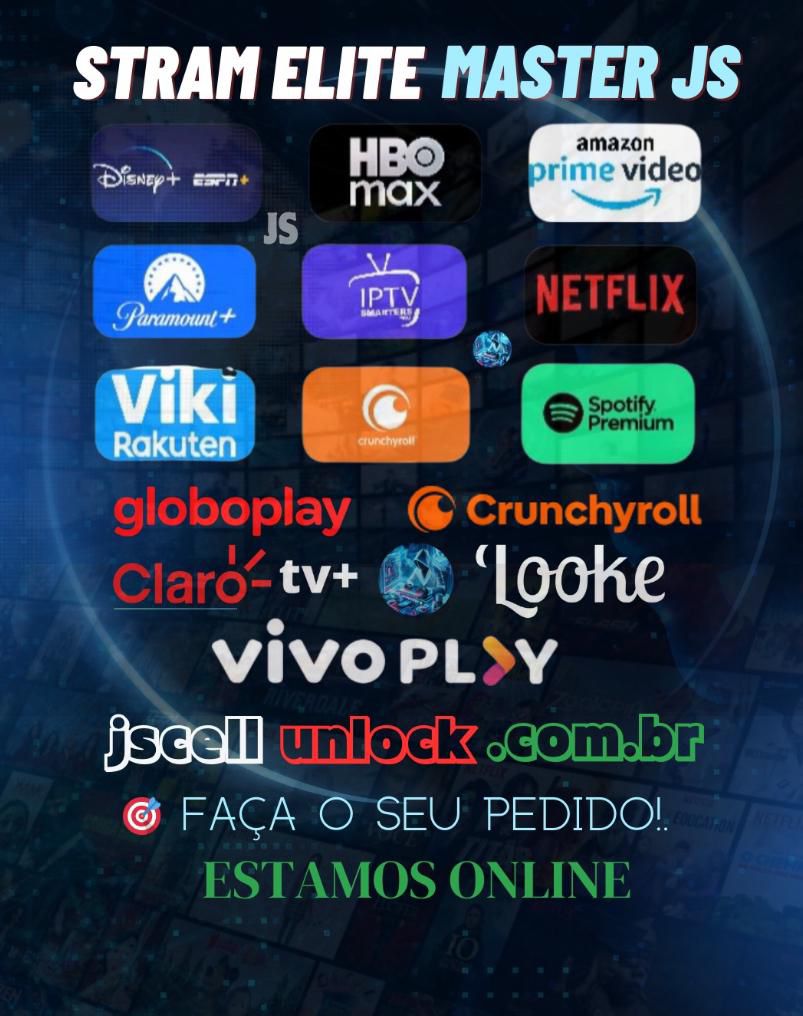 STRAM ELITE MASTER JS
Disney+ ESPN+
HBO
max
amazon
prime video
JS
Paramount+
IPTV
SMARTERS
PRO
NETFLIX
Viki
Rakuten
crunchyroll
Spotify
Premium
globoplay
Crunchyroll
Claro tv+
Looke
vivo PLAY
jscell unlock .com.br
🎯 FAÇA O SEU PEDIDO!.
ESTAMOS ONLINE